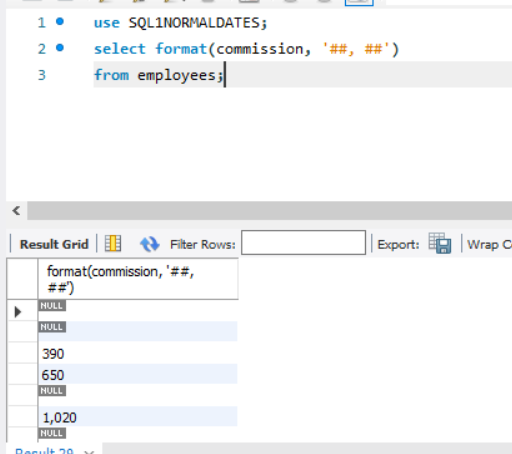 1 use SQL1NORMALDATES;
2 select format(commission, '##, ##')
3 from employees;
Result Grid Filter Rows: Export: Wrap C
format(commission, '##,
##')
NULL
NULL
390
650
NULL
1,020
NULL
Result 29